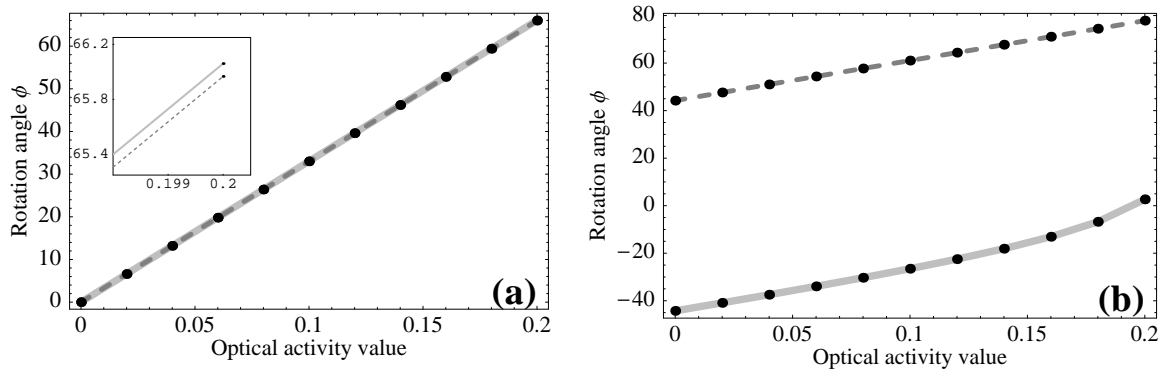 60
50
40
30
20
10
0
Rotation angle ϕ
66.2
65.8
65.4
0.199 0.2
0 0.05 0.1 0.15 0.2
Optical activity value
(a)
80
60
40
20
0
−20
−40
Rotation angle ϕ
0 0.05 0.1 0.15 0.2
Optical activity value
(b)